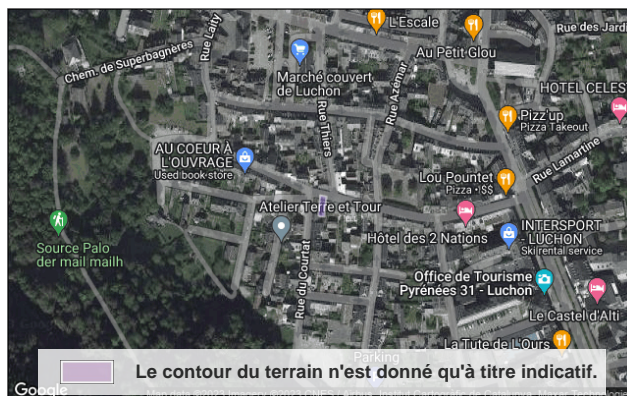 L'Escale
Rue des Jardi
Rue Laity
Au Petit Glou
Chem. de Superbagnères
Marché couvert
de Luchon
HOTEL CELEST
Rue Azémar
Rue Thiers
Pizz'up
Pizza Takeout
AU COEUR À
L'OUVRAGE
Used book store
Rue Lamartine
Lou Pountet
Pizza • $$
Atelier Terre et Tour
Hôtel des 2 Nations
INTERSPORT
- LUCHON
Ski rental service
Source Palo
der mail mailh
Rue du Courtat
Office de Tourisme
Pyrénées 31 - Luchon
Le Castel d'Alti
La Tute de L'Ours
Parking
Le contour du terrain n'est donné qu'à titre indicatif.
Google